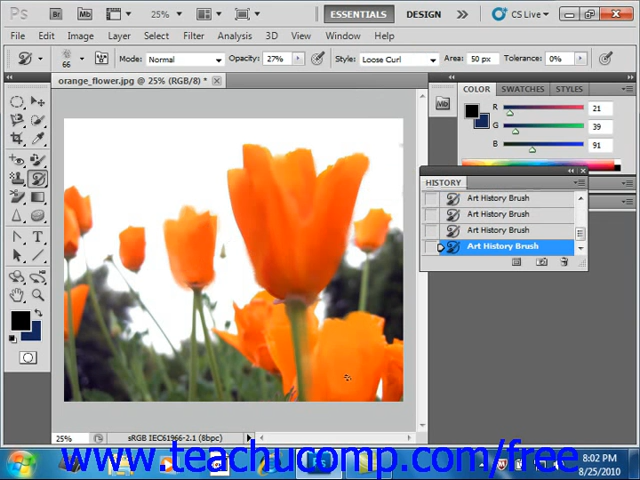 Ps Br 25% ESSENTIALS DESIGN CS Live
File Edit Image Layer Select Filter Analysis 3D View Window Help
66 Mode: Normal Opacity: 27% Style: Loose Curl Area: 50 px Tolerance: 0%
orange_flower.jpg @ 25% (RGB/8) *
COLOR SWATCHES STYLES
R 21
G 39
B 91
Mb
HISTORY
Art History Brush
Art History Brush
Art History Brush
Art History Brush
25% sRGB IEC61966-2.1 (8bpc)
www.teachucomp.com/free
8:02 PM
8/25/2010